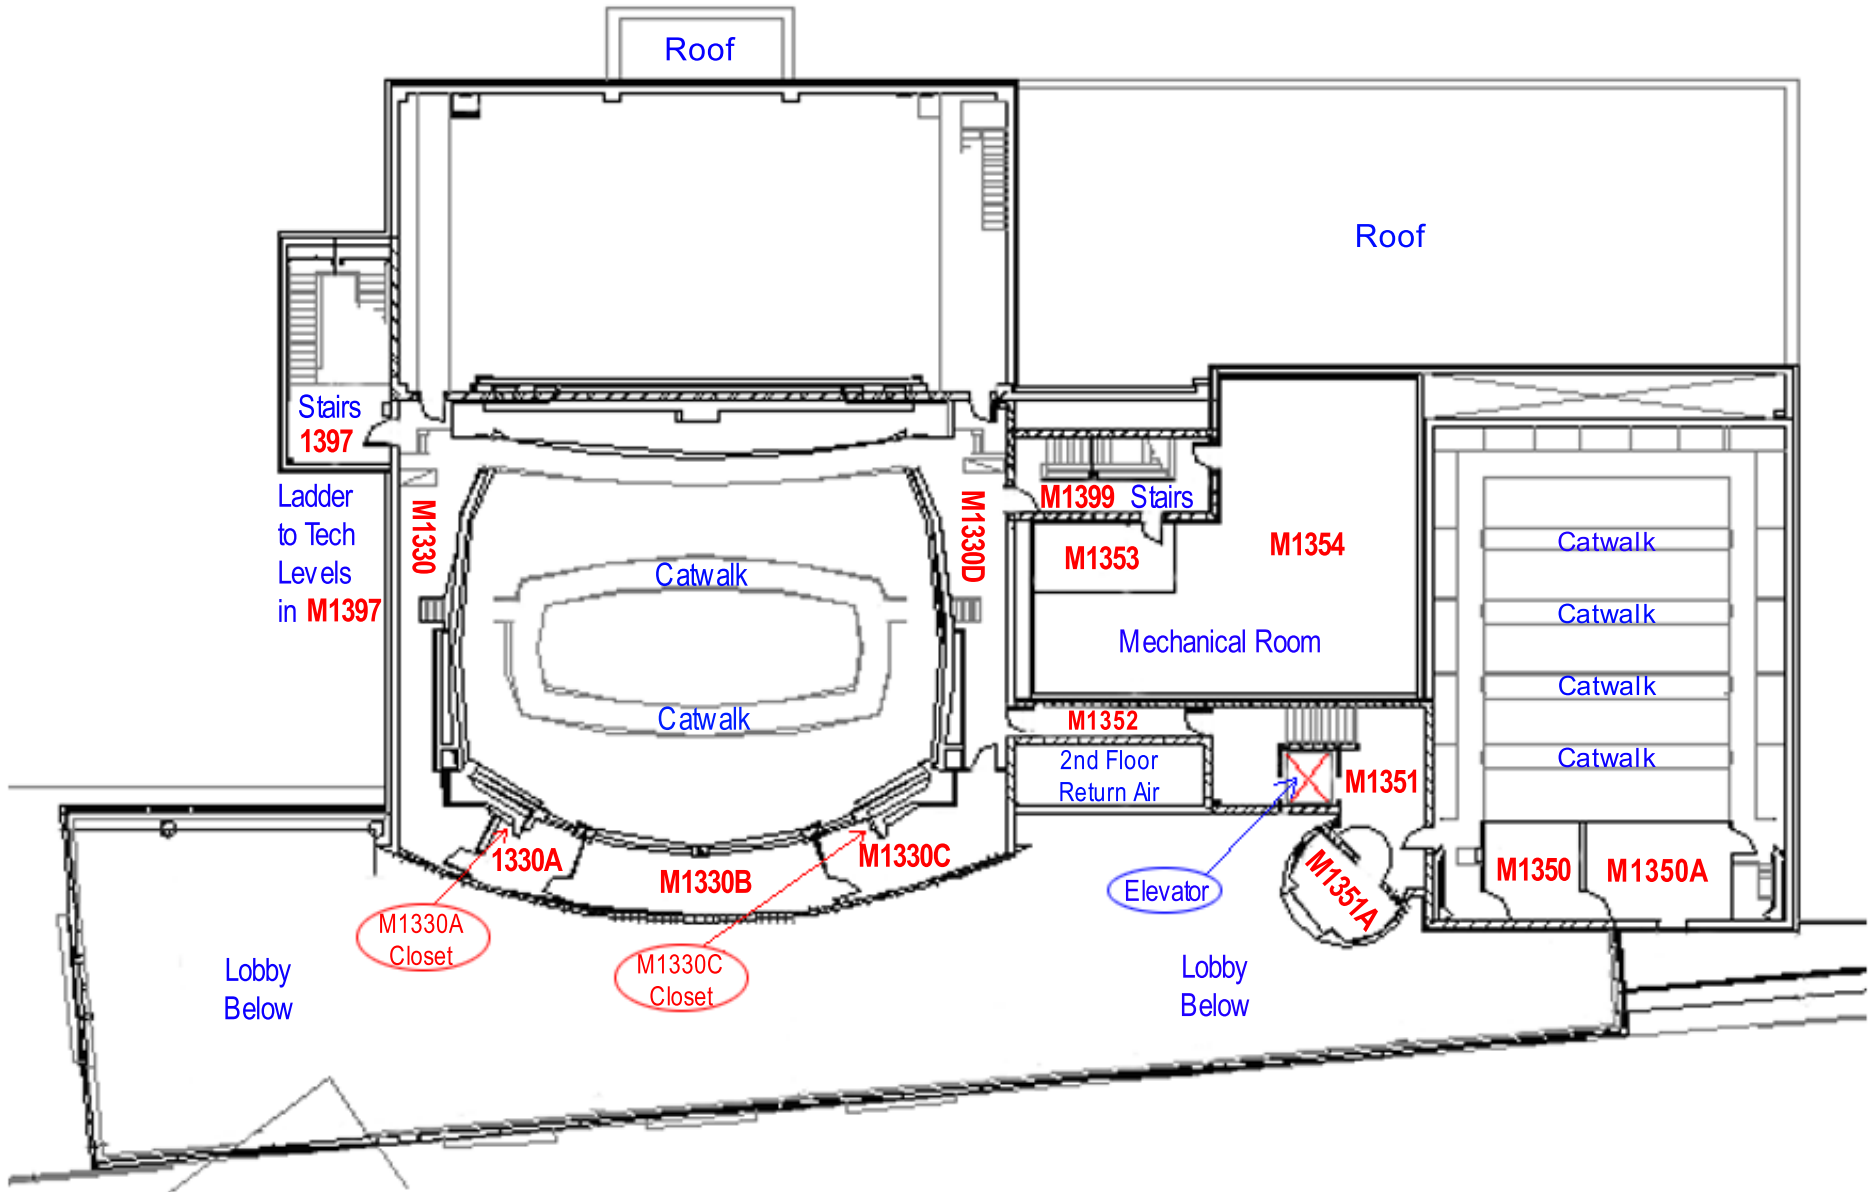 Roof
Roof
Stairs
1397
Ladder
to Tech
Levels
in M1397
M1330
M1330D
M1399 Stairs
M1353
M1354
Mechanical Room
Catwalk
Catwalk
Catwalk
Catwalk
Catwalk
Catwalk
M1352
2nd Floor
Return Air
M1351
Elevator
M1351A
M1350
M1350A
1330A
M1330B
M1330C
M1330A
Closet
M1330C
Closet
Lobby
Below
Lobby
Below